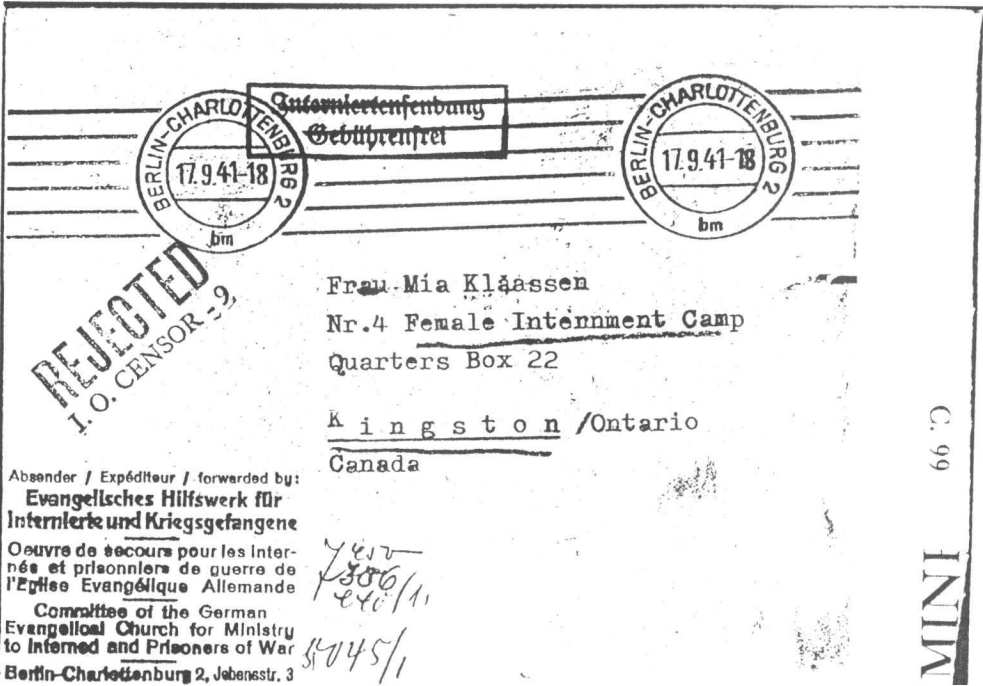 Interniertensendung
Gebührenfrei
BERLIN-CHARLOTTENBURG 2
17.9.41-18
bm
BERLIN-CHARLOTTENBURG 2
17.9.41-18
bm
REJECTED
I. O. CENSOR - 9
Frau Mia Klaassen
Nr.4 Female Internment Camp
Quarters Box 22
K i n g s t o n /Ontario
Canada
Absender / Expéditeur / forwarded by:
Evangelisches Hilfswerk für
Internierte und Kriegsgefangene
Oeuvre de secours pour les inter-
nés et prisonniers de guerre de
l'Eglise Evangélique Allemande
Committee of the German
Evangelical Church for Ministry
to Interned and Prisoners of War
Berlin-Charlottenburg 2, Jebensstr. 3
5045/1
C. 99
MINI